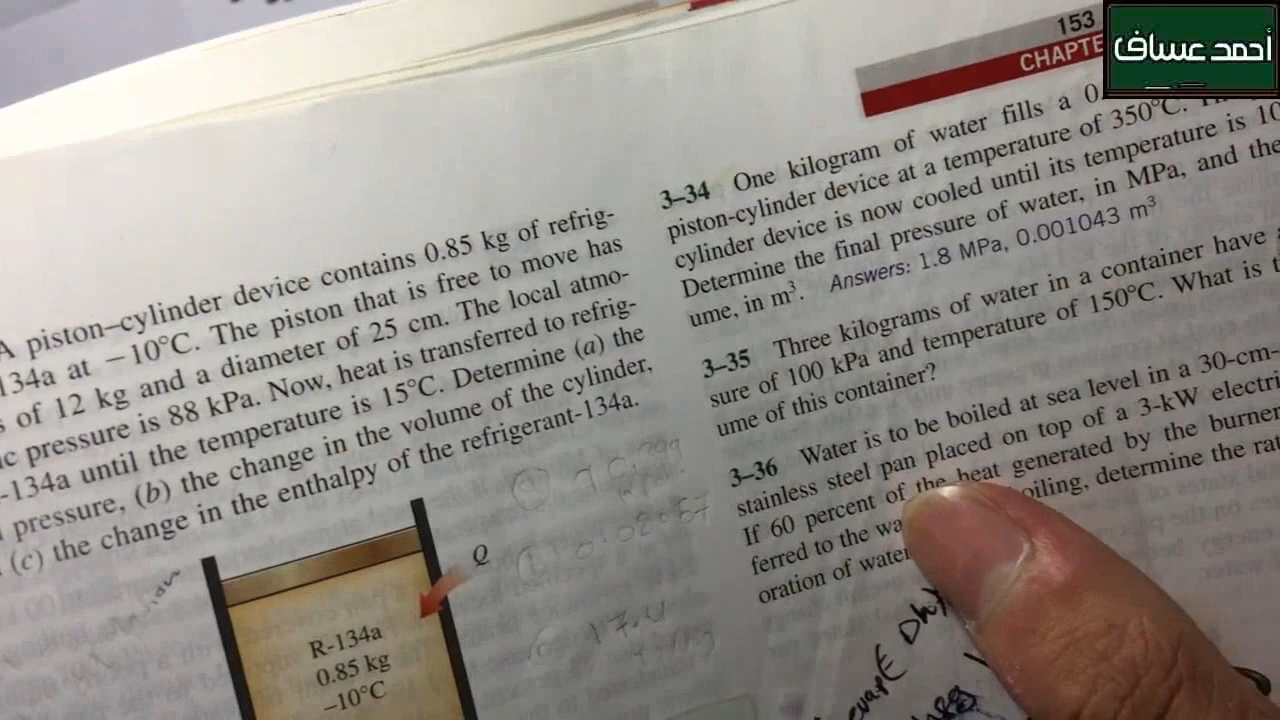 153
CHAPTE
أحمد عساف
A piston–cylinder device contains 0.85 kg of refrig-
134a at −10°C. The piston that is free to move has
of 12 kg and a diameter of 25 cm. The local atmo-
ic pressure is 88 kPa. Now, heat is transferred to refrig-
-134a until the temperature is 15°C. Determine (a) the
pressure, (b) the change in the volume of the cylinder,
(c) the change in the enthalpy of the refrigerant-134a.
Q
R-134a
0.85 kg
−10°C
3–34 One kilogram of water fills a 0.
piston-cylinder device at a temperature of 350°C.
cylinder device is now cooled until its temperature is 10
Determine the final pressure of water, in MPa, and the
ume, in m³. Answers: 1.8 MPa, 0.001043 m³
3–35 Three kilograms of water in a container have a
sure of 100 kPa and temperature of 150°C. What is t
ume of this container?
3–36 Water is to be boiled at sea level in a 30-cm-
stainless steel pan placed on top of a 3-kW electri
If 60 percent of the heat generated by the burner
ferred to the wa oiling, determine the ra
oration of water